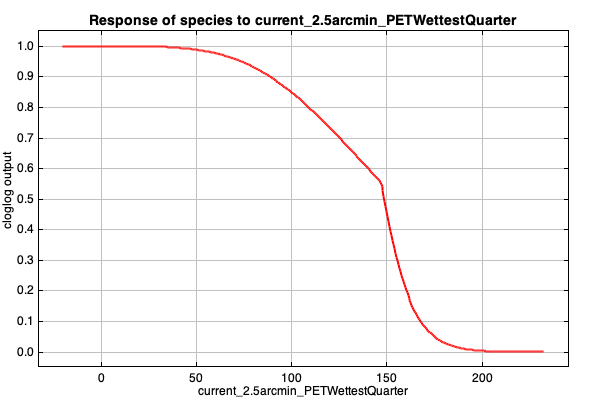 Response of species to current_2.5arcmin_PETWettestQuarter
1.0
0.9
0.8
0.7
0.6
0.5
0.4
0.3
0.2
0.1
0.0
cloglog output
0 50 100 150 200
current_2.5arcmin_PETWettestQuarter